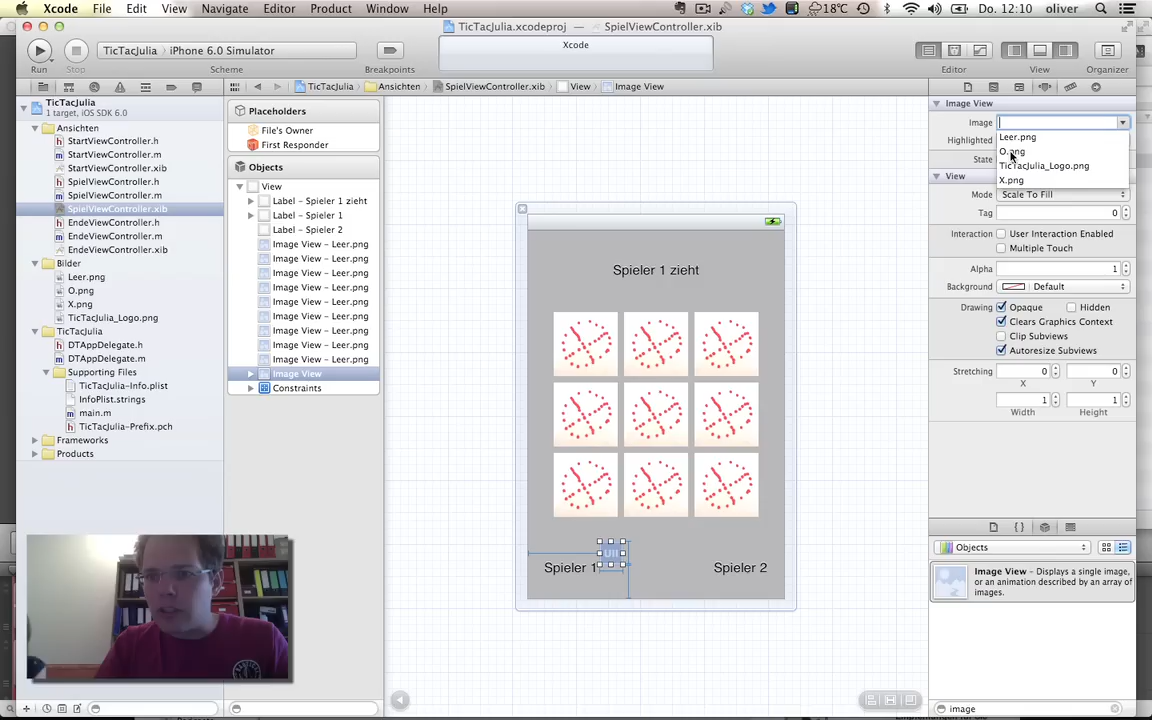 Xcode File Edit View Navigate Editor Product Window Help
2 18°C Do. 12:10 oliver
TicTacJulia.xcodeproj — SpielViewController.xib
TicTacJulia iPhone 6.0 Simulator
Xcode
Run Stop Scheme Breakpoints Editor View Organizer
TicTacJulia Ansichten SpielViewController.xib View Image View
TicTacJulia
1 target, iOS SDK 6.0
Ansichten
StartViewController.h
StartViewController.m
StartViewController.xib
SpielViewController.h
SpielViewController.m
SpielViewController.xib
EndeViewController.h
EndeViewController.m
EndeViewController.xib
Bilder
Leer.png
O.png
X.png
TicTacJulia_Logo.png
TicTacJulia
DTAppDelegate.h
DTAppDelegate.m
Supporting Files
TicTacJulia-Info.plist
InfoPlist.strings
main.m
TicTacJulia-Prefix.pch
Frameworks
Products
Placeholders
File's Owner
First Responder
Objects
View
Label – Spieler 1 zieht
Label – Spieler 1
Label – Spieler 2
Image View – Leer.png
Image View – Leer.png
Image View – Leer.png
Image View – Leer.png
Image View – Leer.png
Image View – Leer.png
Image View – Leer.png
Image View – Leer.png
Image View – Leer.png
Image View
Constraints
Spieler 1 zieht
UII
Spieler 1
Spieler 2
Image View
Image
Leer.png
Highlighted
O.png
State
TicTacJulia_Logo.png
View
X.png
Mode Scale To Fill
Tag 0
Interaction User Interaction Enabled
Multiple Touch
Alpha 1
Background Default
Drawing Opaque Hidden
Clears Graphics Context
Clip Subviews
Autoresize Subviews
Stretching 0 0
X Y
1 1
Width Height
Objects
Image View - Displays a single image,
or an animation described by an array of
images.
image